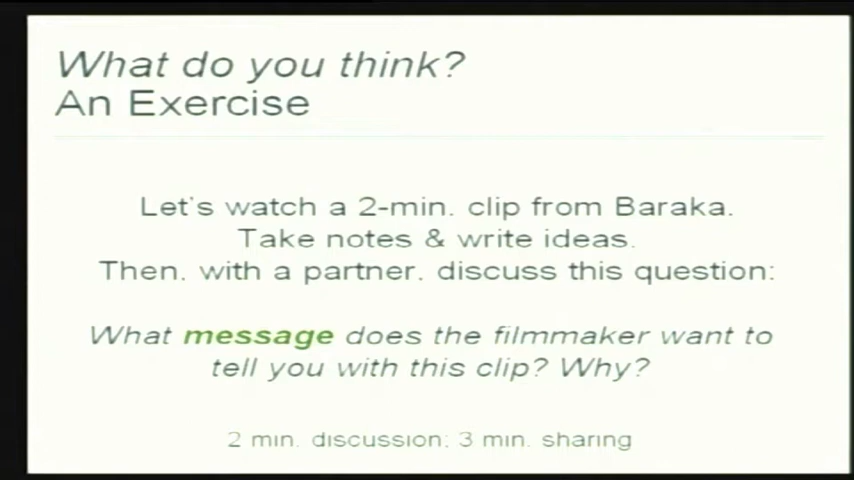 What do you think?
An Exercise
Let's watch a 2-min. clip from Baraka.
Take notes & write ideas.
Then, with a partner, discuss this question:
What message does the filmmaker want to
tell you with this clip? Why?
2 min. discussion; 3 min. sharing